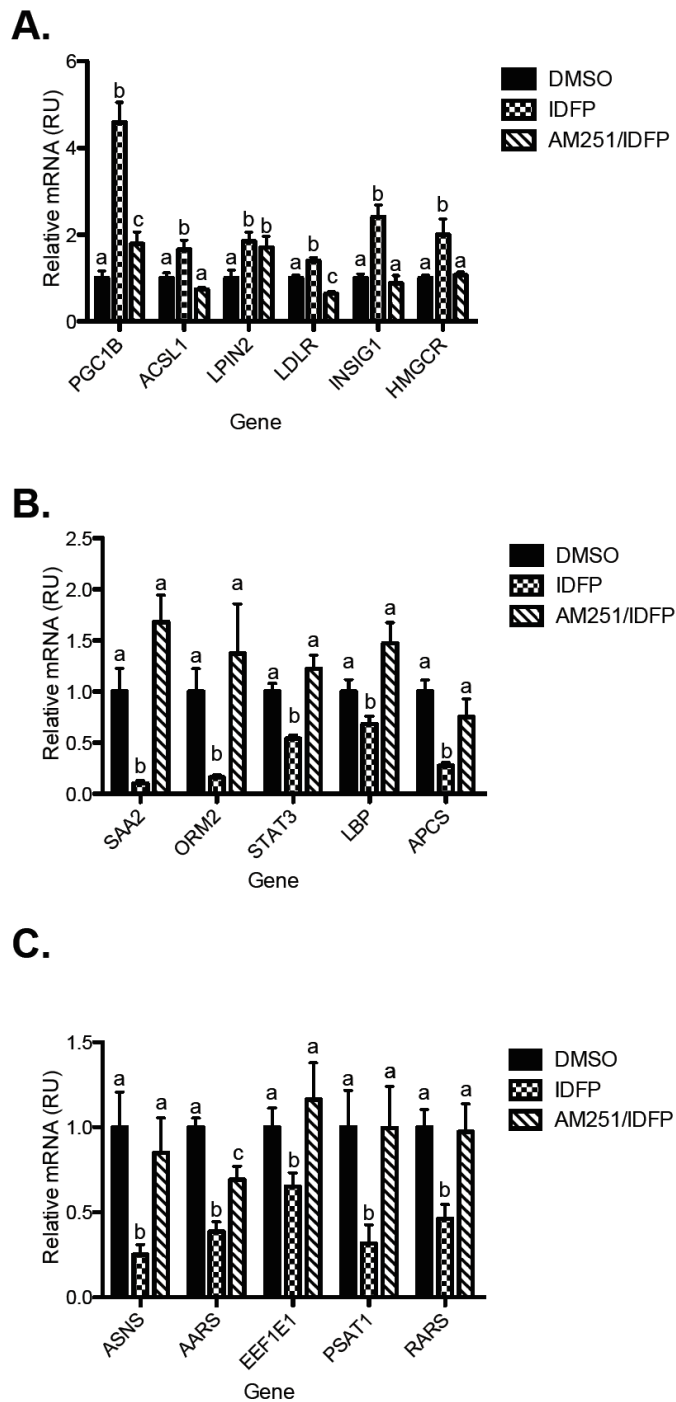 A.
Relative mRNA (RU)
6
4
2
0
a b c
a b a
a b b
a b c
a b a
a b a
PGC1B
ACSL1
LPIN2
LDLR
INSIG1
HMGCR
Gene
DMSO
IDFP
AM251/IDFP
B.
Relative mRNA (RU)
2.5
2.0
1.5
1.0
0.5
0.0
a b a
a b a
a b a
a b a
a b a
SAA2
ORM2
STAT3
LBP
APCS
Gene
DMSO
IDFP
AM251/IDFP
C.
Relative mRNA (RU)
1.5
1.0
0.5
0.0
a b a
a b c
a b a
a b a
a b a
ASNS
AARS
EEF1E1
PSAT1
RARS
Gene
DMSO
IDFP
AM251/IDFP